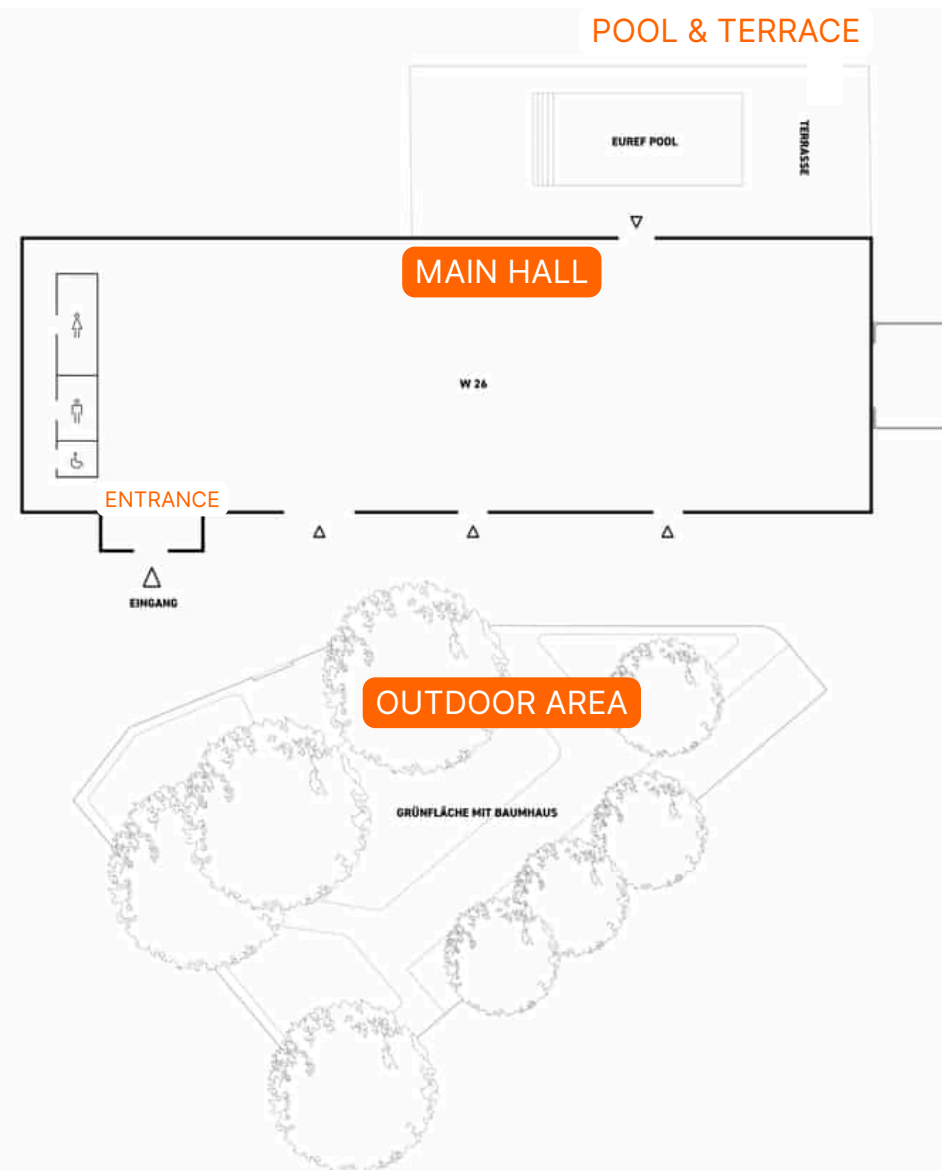 POOL & TERRACE
EUREF POOL
TERRASSE
MAIN HALL
W 26
ENTRANCE
EINGANG
OUTDOOR AREA
GRÜNFLÄCHE MIT BAUMHAUS